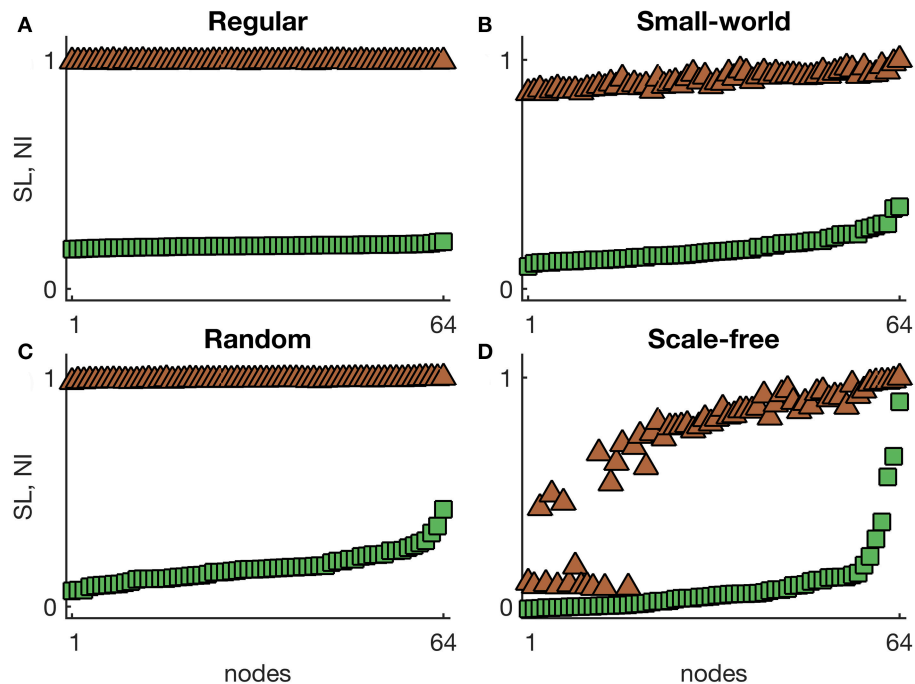 A Regular
B Small-world
1
SL, NI
0
1 64
1
0
1 64
C Random
D Scale-free
1
SL, NI
0
1 64
nodes
1
0
1 64
nodes